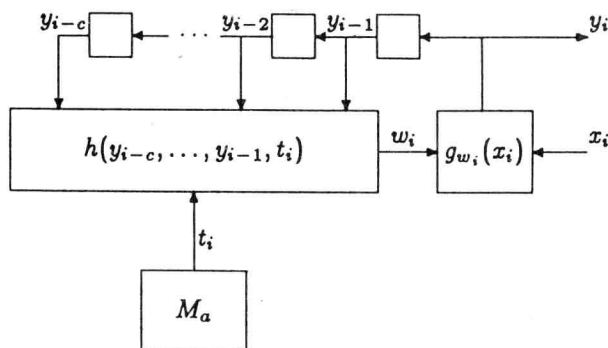 y_{i-c} ··· y_{i-2} y_{i-1} y_i
h(y_{i-c}, ..., y_{i-1}, t_i) w_i g_{w_i}(x_i) x_i
t_i
M_a